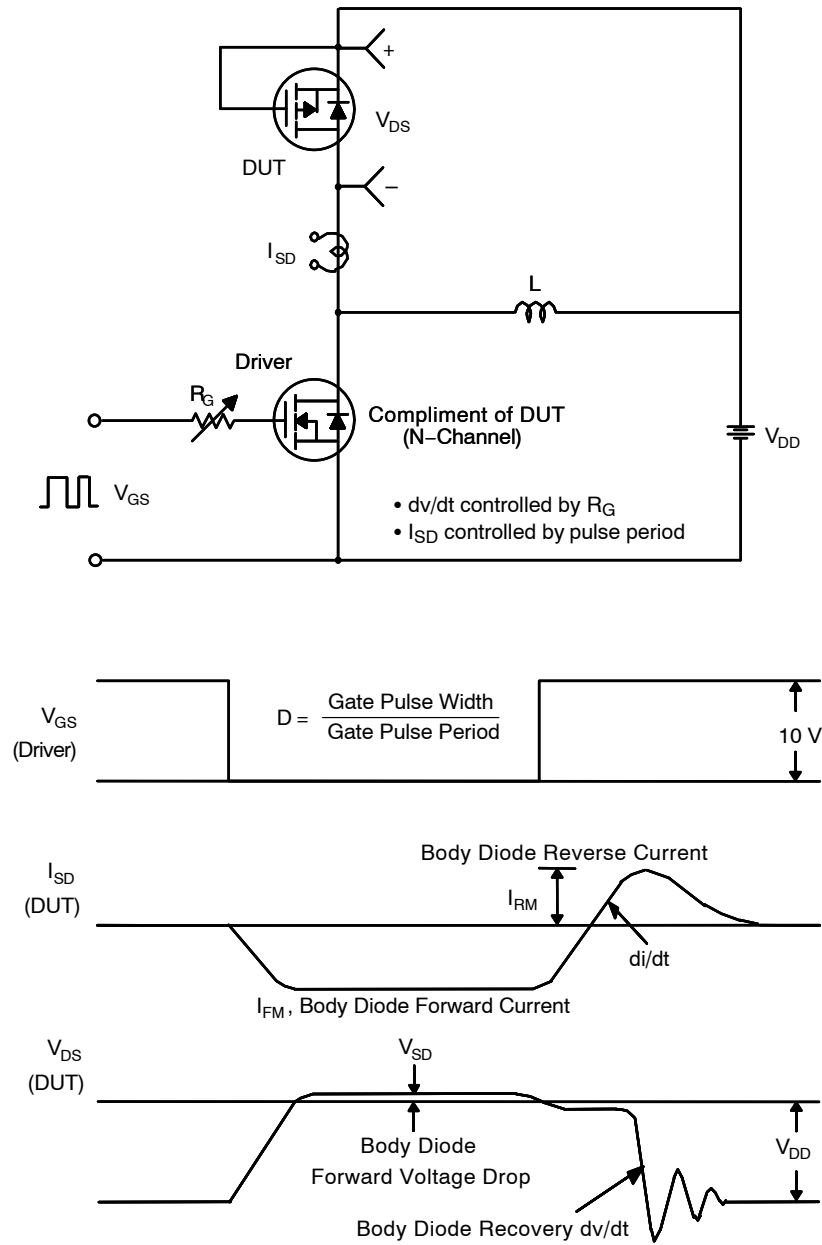 +
V_DS
DUT
−
I_SD
L
Driver
R_G
Compliment of DUT
(N−Channel)
V_DD
V_GS
• dv/dt controlled by R_G
• I_SD controlled by pulse period
V_GS
(Driver)
D = Gate Pulse Width
Gate Pulse Period
10 V
Body Diode Reverse Current
I_SD
(DUT)
I_RM
di/dt
I_FM , Body Diode Forward Current
V_DS
(DUT)
V_SD
Body Diode
Forward Voltage Drop
V_DD
Body Diode Recovery dv/dt